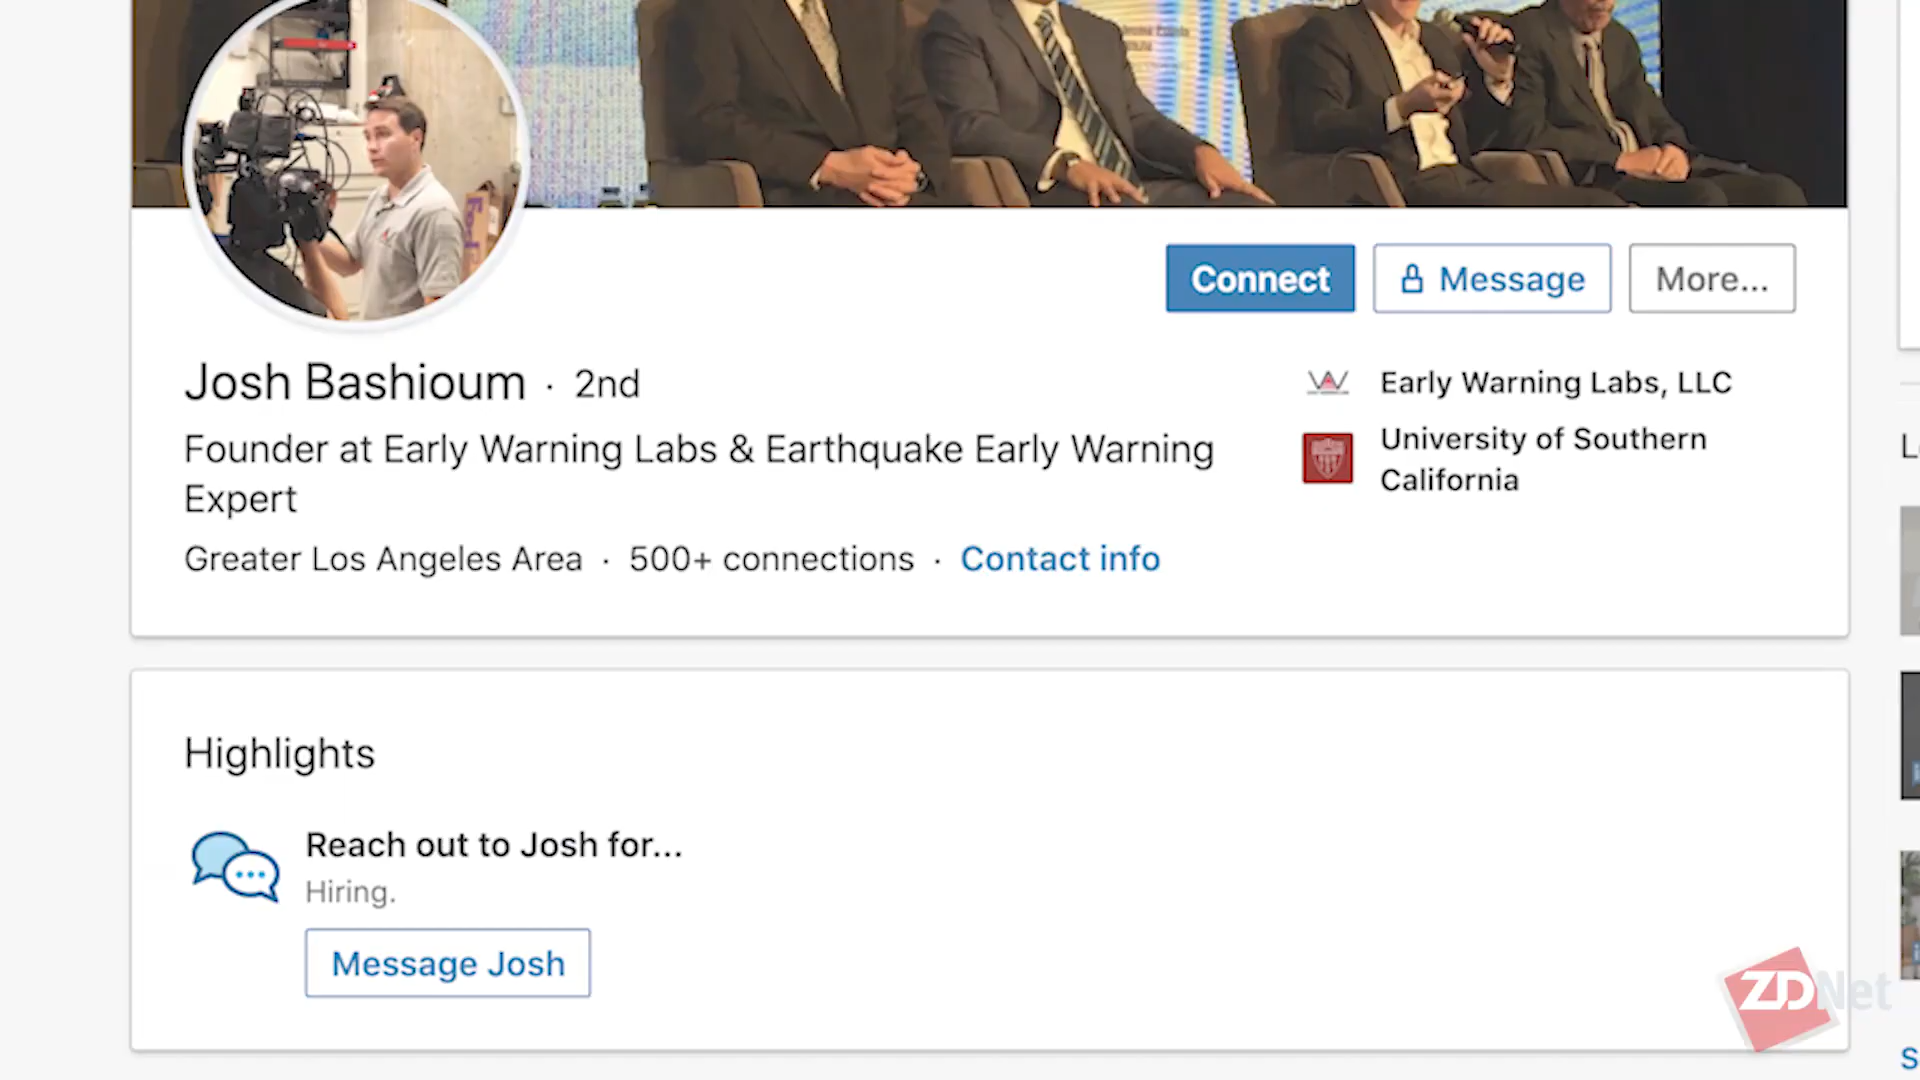 Connect
Message
More...
Josh Bashioum · 2nd
Early Warning Labs, LLC
Founder at Early Warning Labs & Earthquake Early Warning
Expert
University of Southern
California
Greater Los Angeles Area · 500+ connections · Contact info
Highlights
Reach out to Josh for...
Hiring.
Message Josh
ZDNet